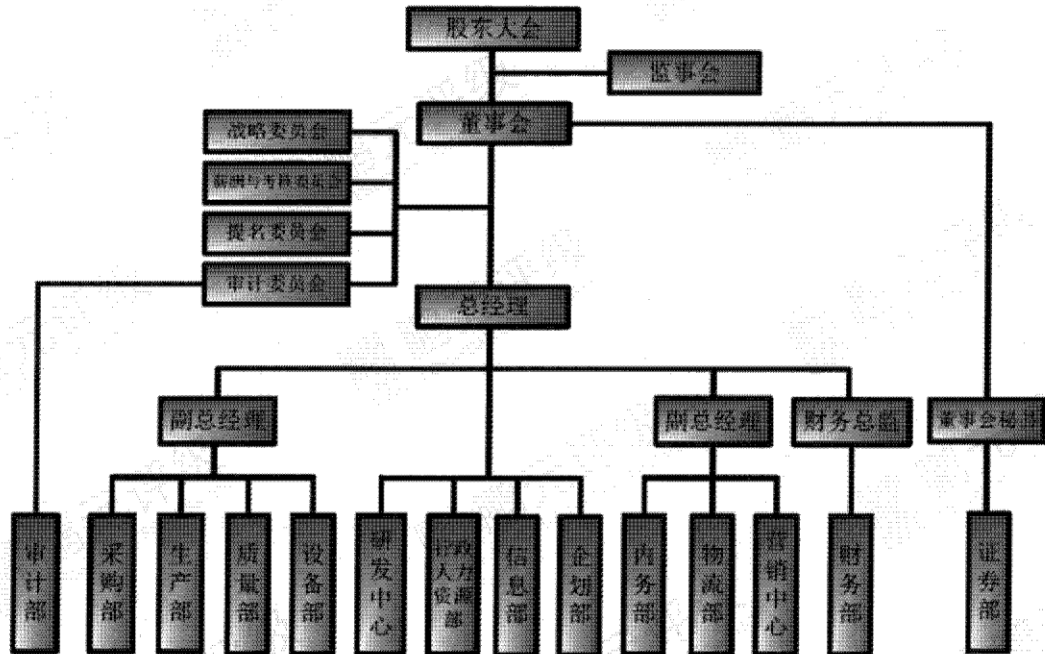 股东大会
监事会
董事会
战略委员会
薪酬与考核委员会
提名委员会
审计委员会
总经理
副总经理
副总经理
财务总监
董事会秘书
审计部
采购部
生产部
质量部
设备部
研发中心
行政人力资源部
信息部
企划部
内务部
物流部
营销中心
财务部
证券部